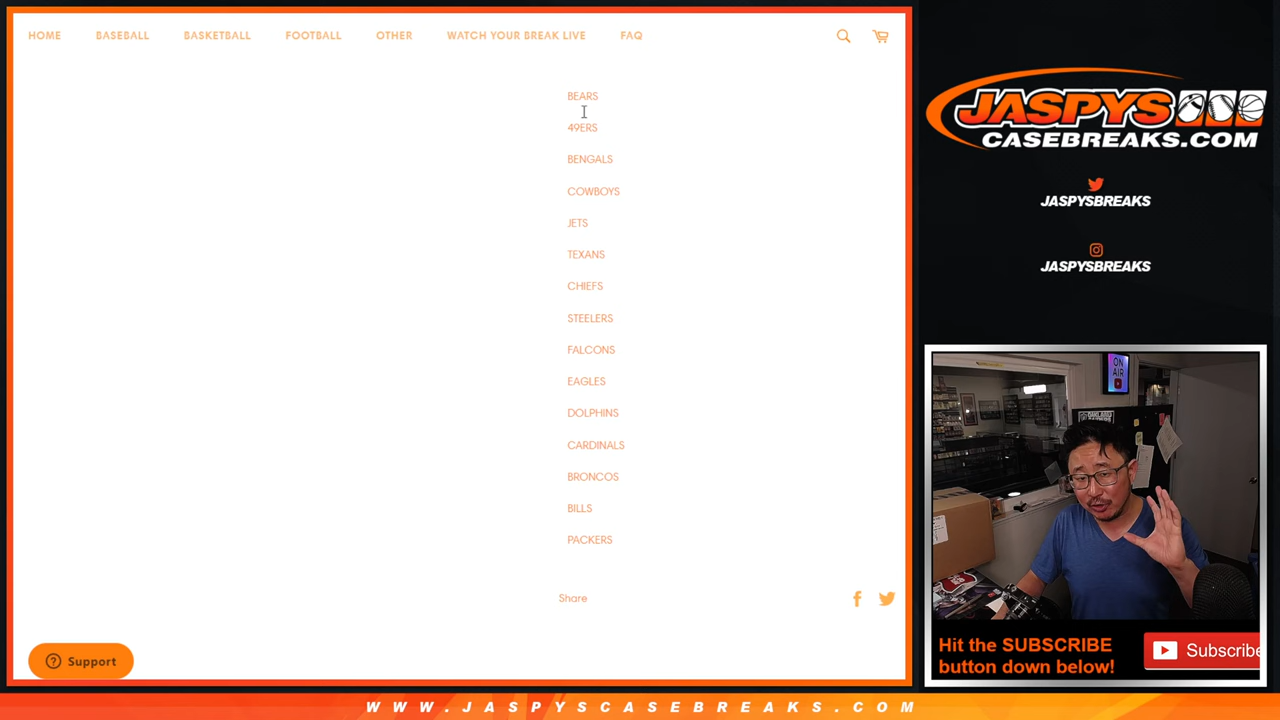 HOME BASEBALL BASKETBALL FOOTBALL OTHER WATCH YOUR BREAK LIVE FAQ
BEARS
49ERS
BENGALS
COWBOYS
JETS
TEXANS
CHIEFS
STEELERS
FALCONS
EAGLES
DOLPHINS
CARDINALS
BRONCOS
BILLS
PACKERS
Share
Support
JASPYS
CASEBREAKS.COM
JASPYSBREAKS
JASPYSBREAKS
ON
AIR
Hit the SUBSCRIBE
button down below!
Subscribe
WWW.JASPYSCASEBREAKS.COM